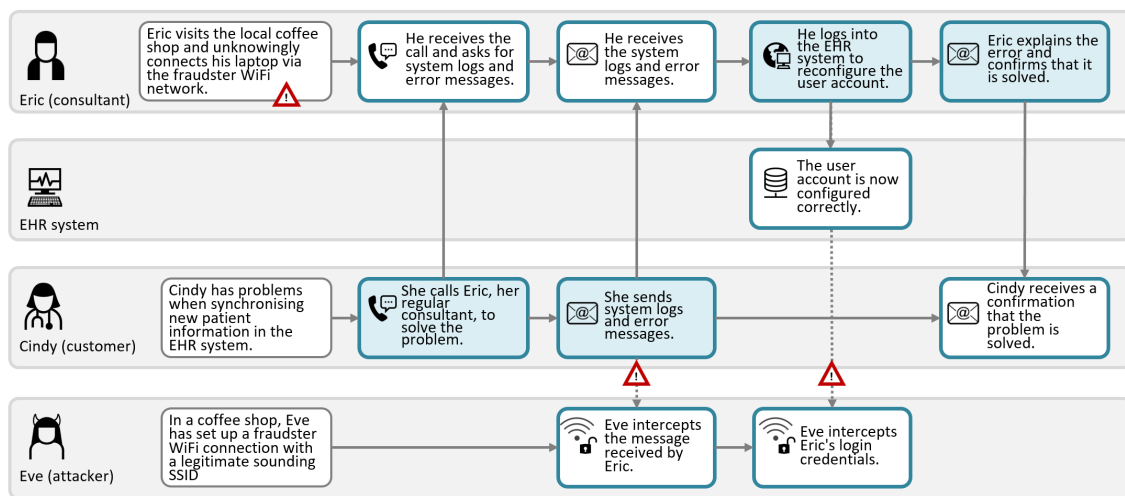 Eric visits the local coffee
shop and unknowingly
connects his laptop via
the fraudster WiFi
network.
!
He receives the
call and asks for
system logs and
error messages.
@
He receives
the system
logs and error
messages.
He logs into
the EHR
system to
reconfigure the
user account.
@
Eric explains the
error and
confirms that it
is solved.
Eric (consultant)
The user
account is now
configured
correctly.
EHR system
Cindy has problems
when synchronising
new patient
information in the
EHR system.
She calls Eric, her
regular
consultant, to
solve the
problem.
@
She sends
system logs
and error
messages.
@
Cindy receives a
confirmation
that the
problem is
solved.
Cindy (customer)
!
!
In a coffee shop, Eve
has set up a fraudster
WiFi connection with
a legitimate sounding
SSID
Eve intercepts
the message
received by
Eric.
Eve intercepts
Eric's login
credentials.
Eve (attacker)